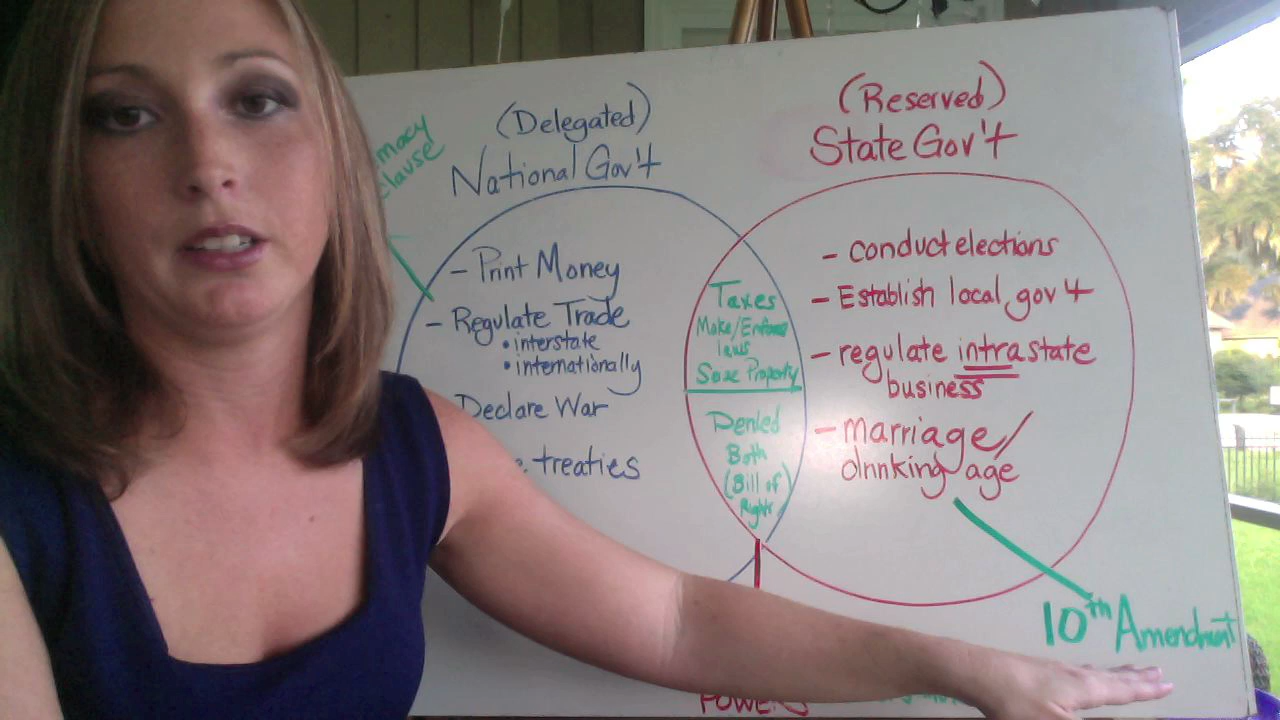 (Delegated)
National Gov't
macy
clause
- Print Money
- Regulate Trade
• interstate
• internationally
Declare War
treaties
Taxes
Make/Enforce
laws
Seize Property
Denied
Both
(Bill of)
Rights
(Reserved)
State Gov't
- conduct elections
- Establish local gov't
- regulate intrastate
business
- marriage/
drinking age
10th Amendment
Powers